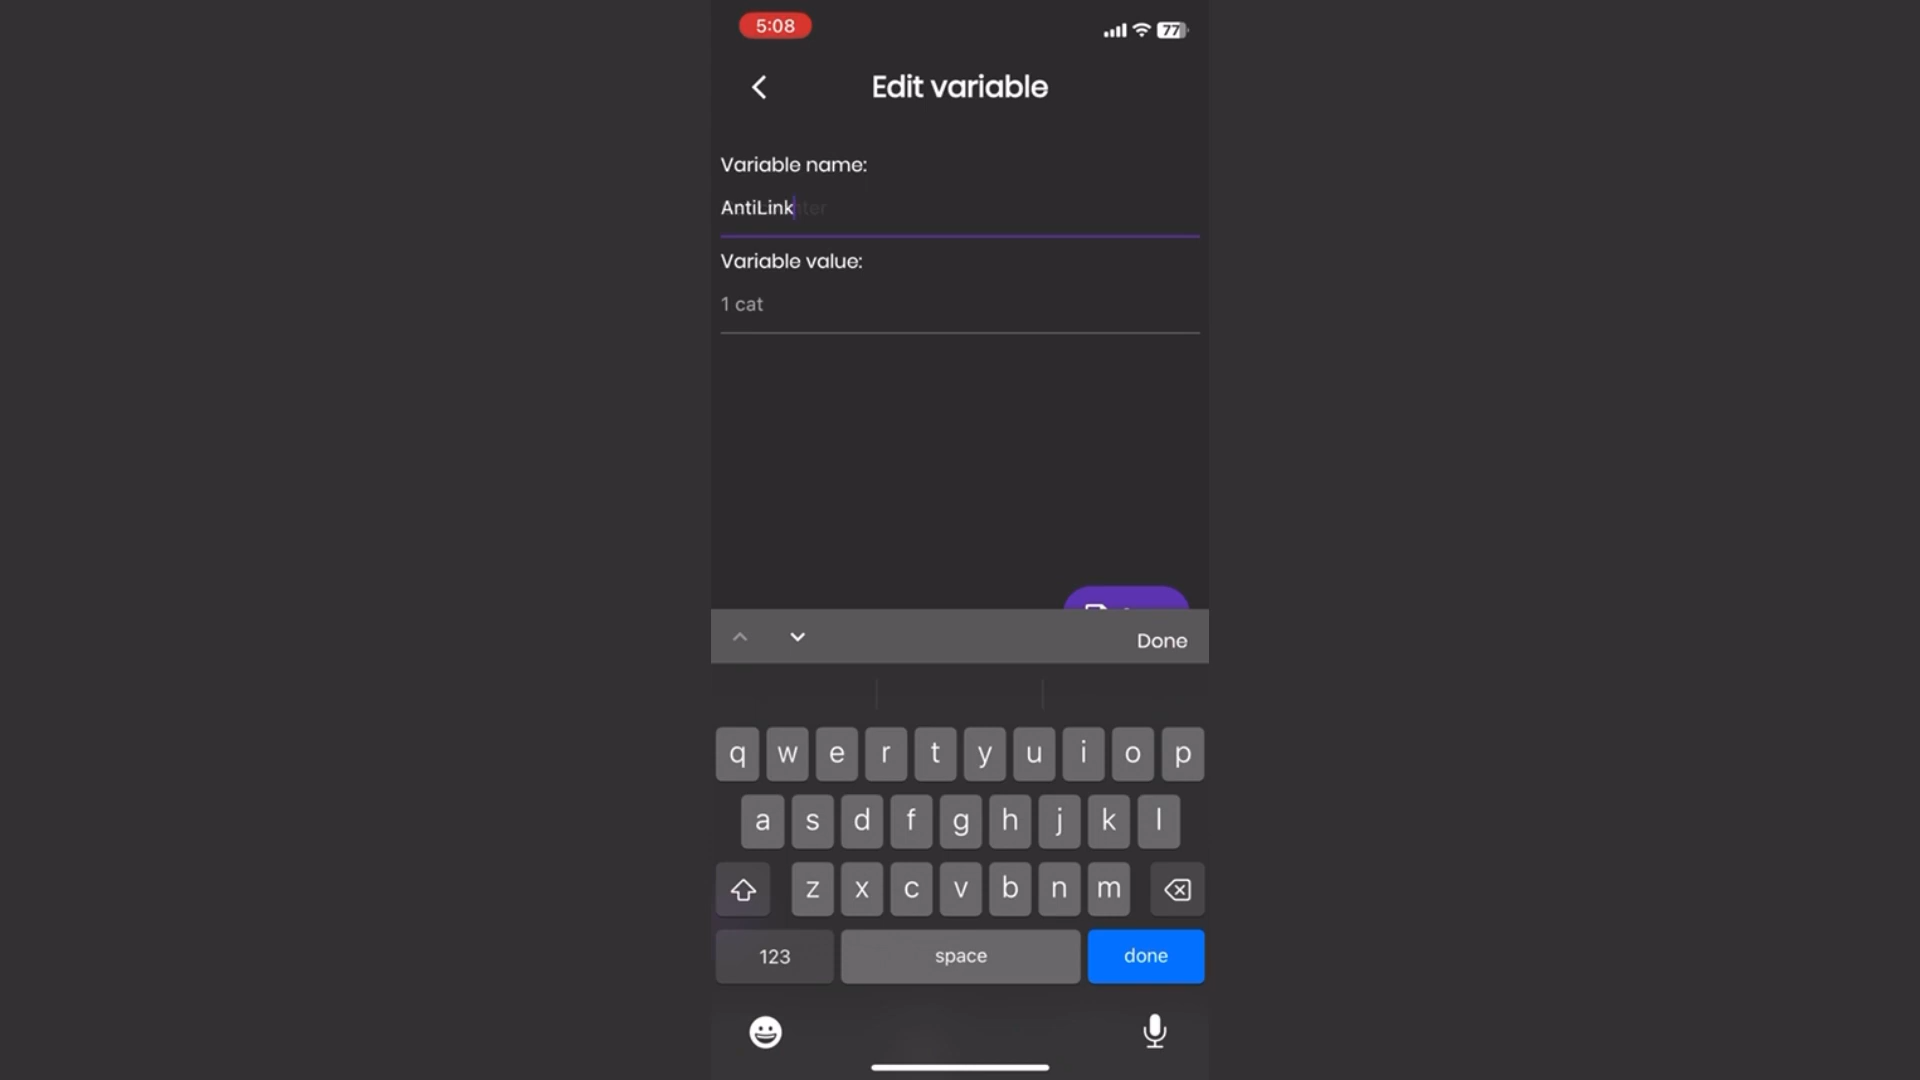 5:08
77
Edit variable
Variable name:
AntiLink
Variable value:
1 cat
Done
q w e r t y u i o p
a s d f g h j k l
z x c v b n m
123 space done